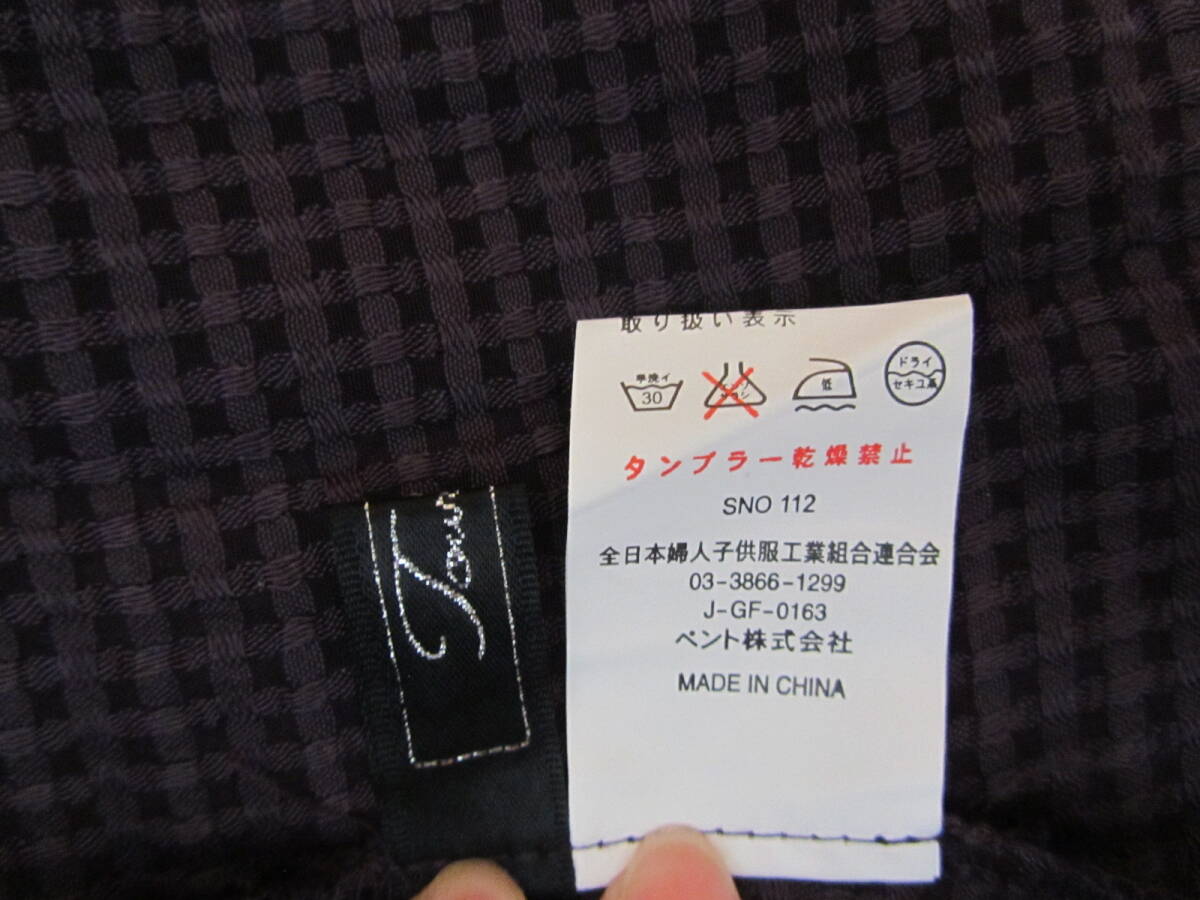 取り扱い表示
手洗イ
30
低
ドライ
セキユ系
タンブラー乾燥禁止
SNO 112
全日本婦人子供服工業組合連合会
03-3866-1299
J-GF-0163
ベント株式会社
MADE IN CHINA